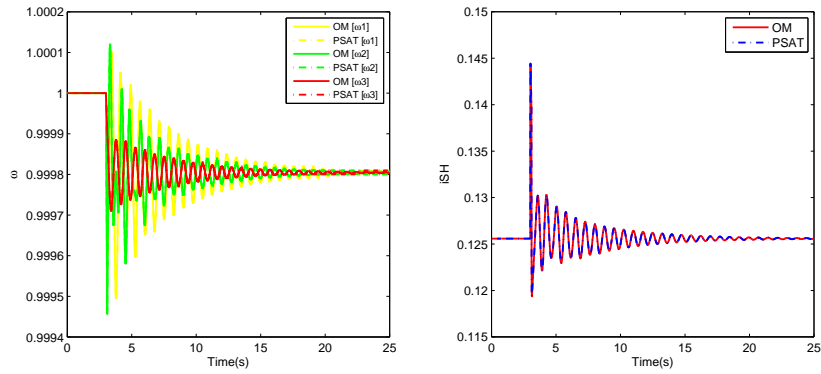 1.0002
1.0001
1
0.9999
0.9998
0.9997
0.9996
0.9995
0.9994
ω
0 5 10 15 20 25
Time(s)
OM [ω1]
PSAT [ω1]
OM [ω2]
PSAT [ω2]
OM [ω3]
PSAT [ω3]
0.15
0.145
0.14
0.135
0.13
0.125
0.12
0.115
iSH
0 5 10 15 20 25
Time(s)
OM
PSAT